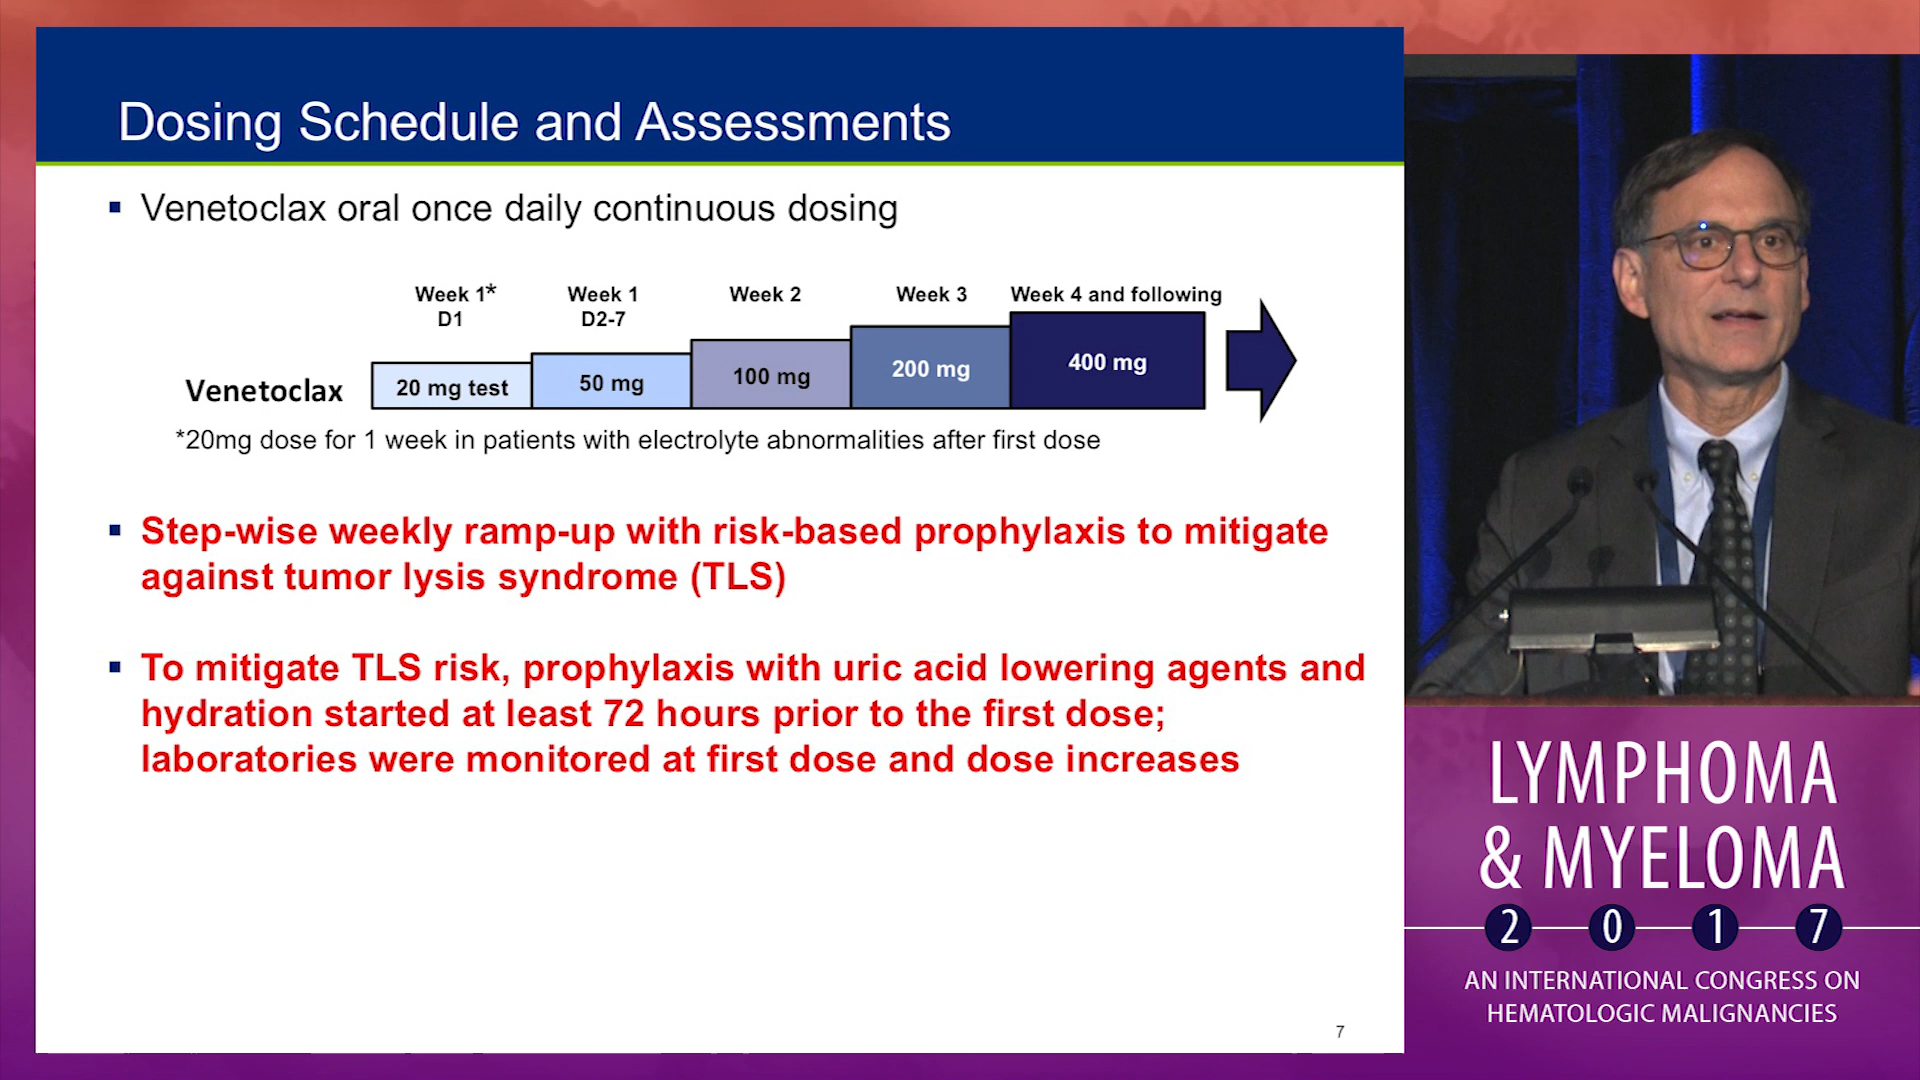 Dosing Schedule and Assessments
▪ Venetoclax oral once daily continuous dosing
Week 1* Week 1 Week 2 Week 3 Week 4 and following
D1 D2-7
Venetoclax 20 mg test 50 mg 100 mg 200 mg 400 mg
*20mg dose for 1 week in patients with electrolyte abnormalities after first dose
▪ Step-wise weekly ramp-up with risk-based prophylaxis to mitigate
against tumor lysis syndrome (TLS)
▪ To mitigate TLS risk, prophylaxis with uric acid lowering agents and
hydration started at least 72 hours prior to the first dose;
laboratories were monitored at first dose and dose increases
7
LYMPHOMA
& MYELOMA
2 0 1 7
AN INTERNATIONAL CONGRESS ON
HEMATOLOGIC MALIGNANCIES